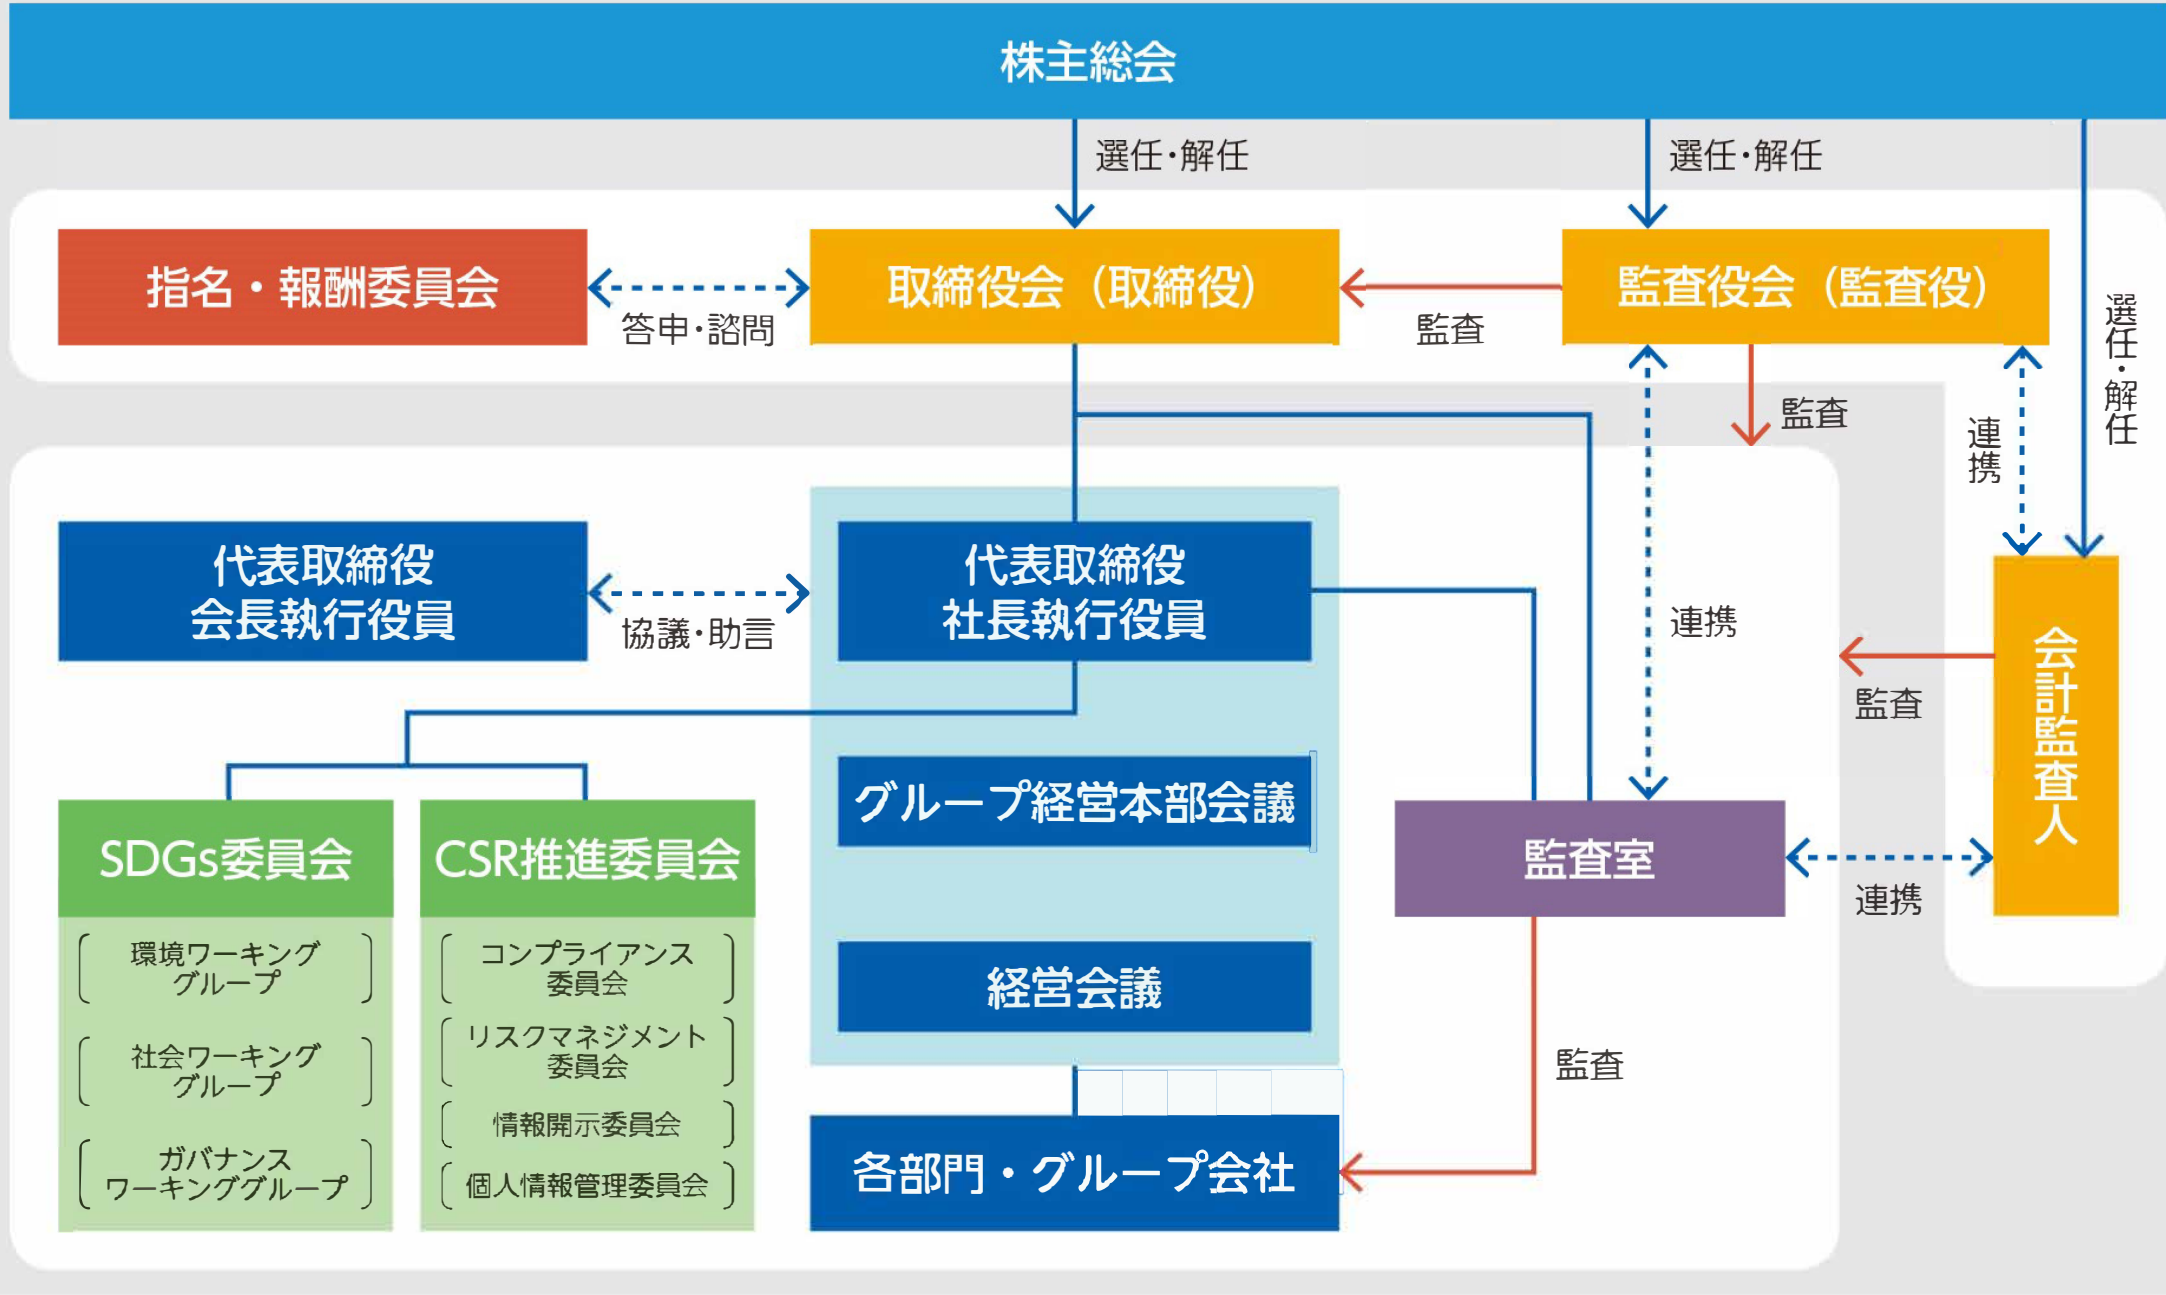 株主総会
選任・解任
選任・解任
選任・解任
指名・報酬委員会
答申・諮問
取締役会（取締役）
監査
監査役会（監査役）
監査
連携
代表取締役
会長執行役員
協議・助言
代表取締役
社長執行役員
連携
監査
会計監査人
グループ経営本部会議
SDGs委員会
CSR推進委員会
監査室
連携
環境ワーキング
グループ
社会ワーキング
グループ
ガバナンス
ワーキンググループ
コンプライアンス
委員会
リスクマネジメント
委員会
情報開示委員会
個人情報管理委員会
経営会議
監査
各部門・グループ会社